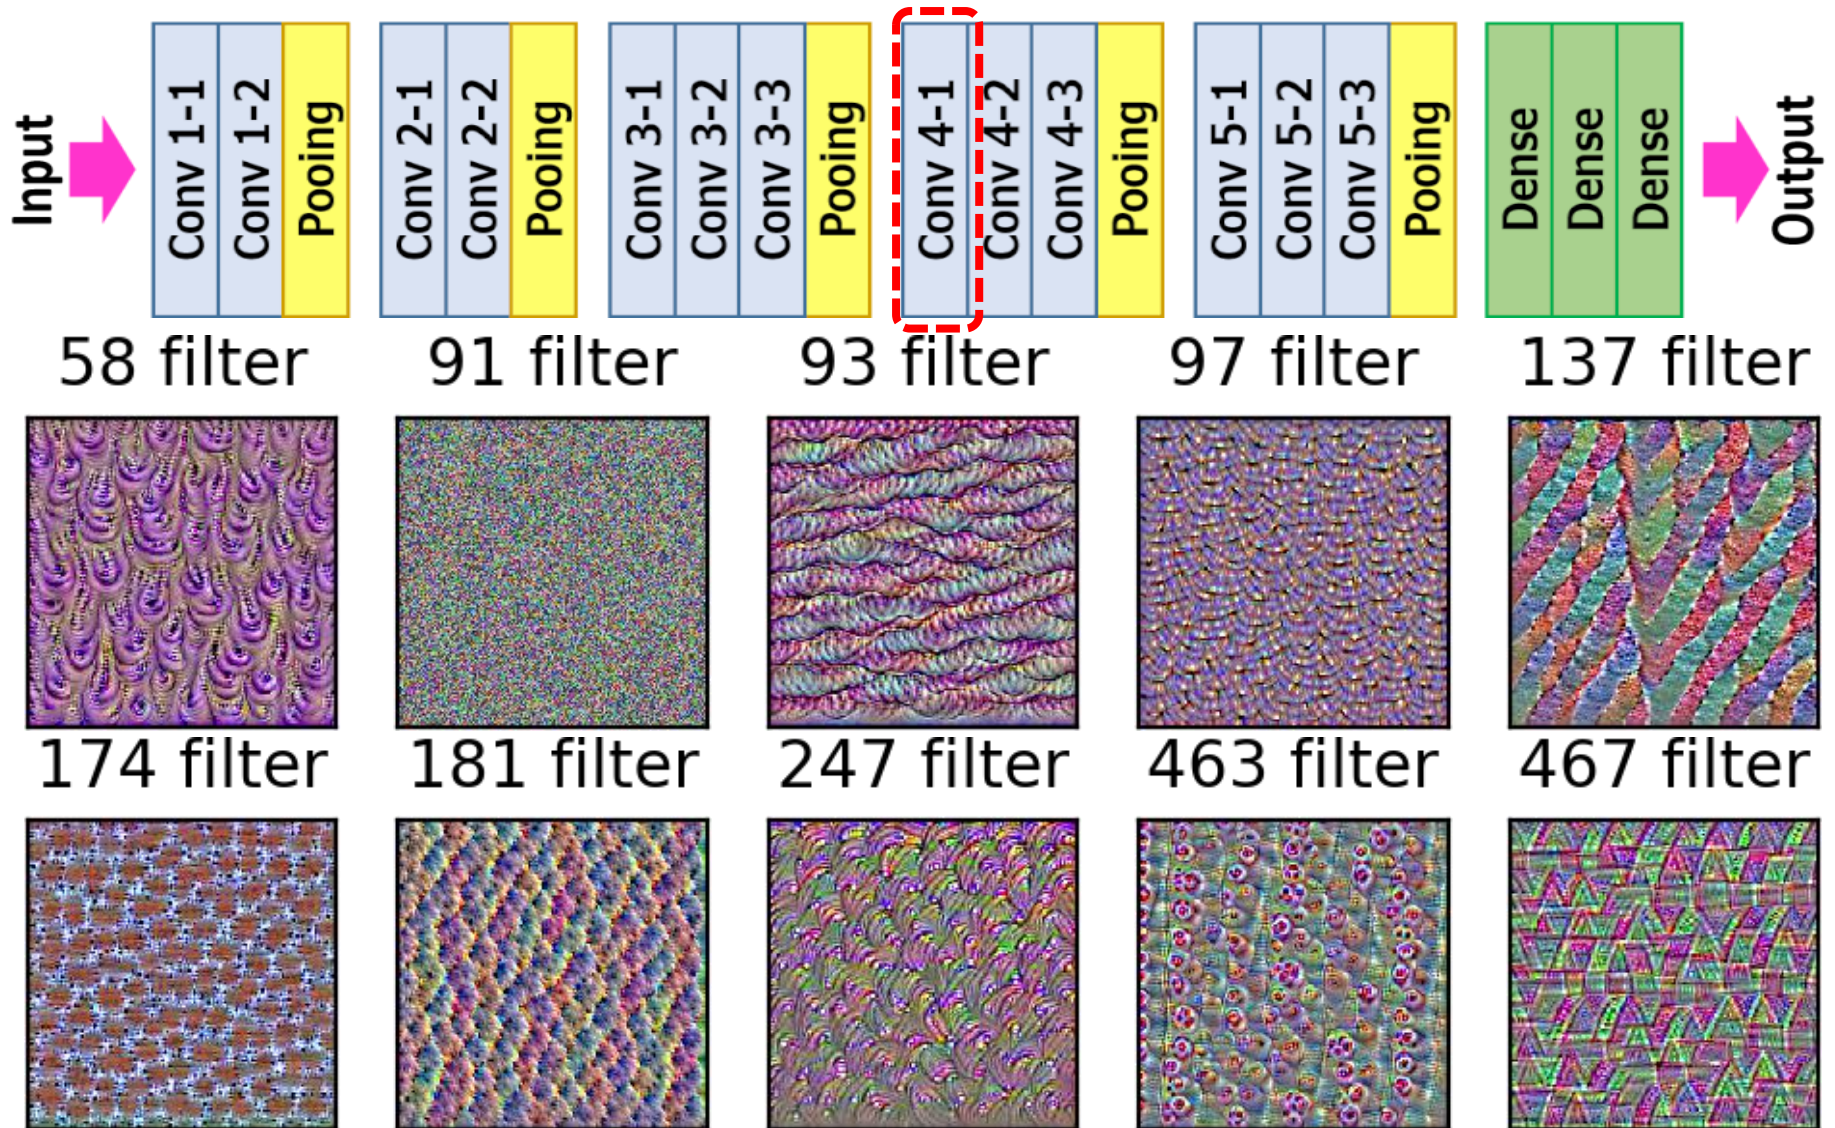 Input
Conv 1-1
Conv 1-2
Pooing
Conv 2-1
Conv 2-2
Pooing
Conv 3-1
Conv 3-2
Conv 3-3
Pooing
Conv 4-1
Conv 4-2
Conv 4-3
Pooing
Conv 5-1
Conv 5-2
Conv 5-3
Pooing
Dense
Dense
Dense
Output
58 filter
91 filter
93 filter
97 filter
137 filter
174 filter
181 filter
247 filter
463 filter
467 filter